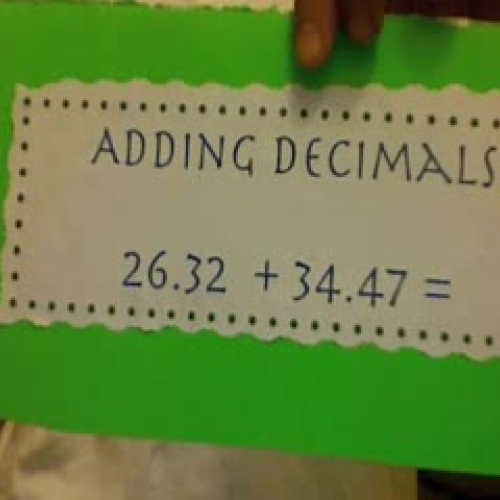 ADDING DECIMALS
26.32 + 34.47 =